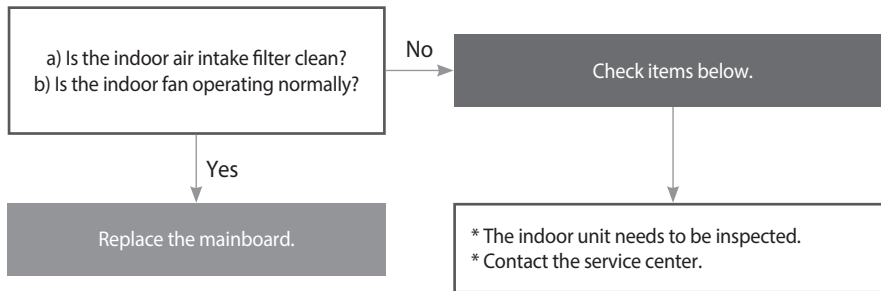 a) Is the indoor air intake filter clean?
b) Is the indoor fan operating normally?
No
Check items below.
Yes
Replace the mainboard.
* The indoor unit needs to be inspected.
* Contact the service center.